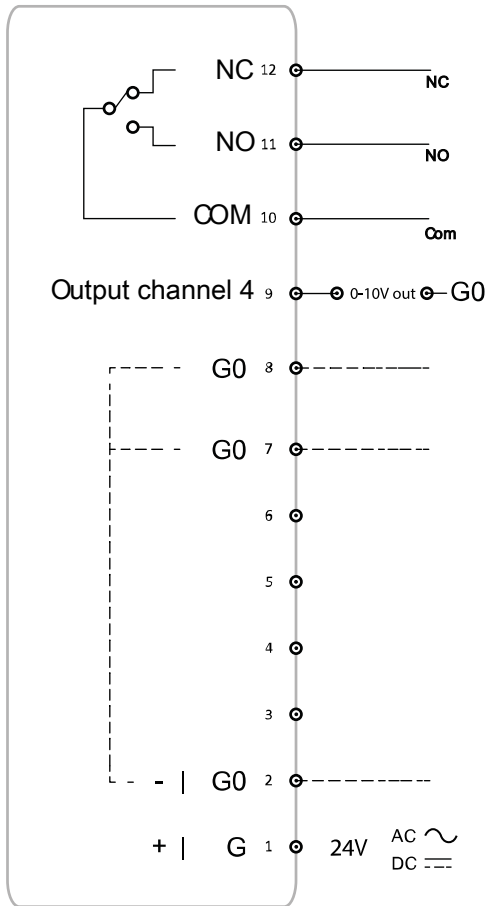 NC 12 NC
NO 11 NO
COM 10 Com
Output channel 4 9 0-10V out G0
G0 8
G0 7
6
5
4
3
- | G0 2
+ | G 1 24V AC
DC